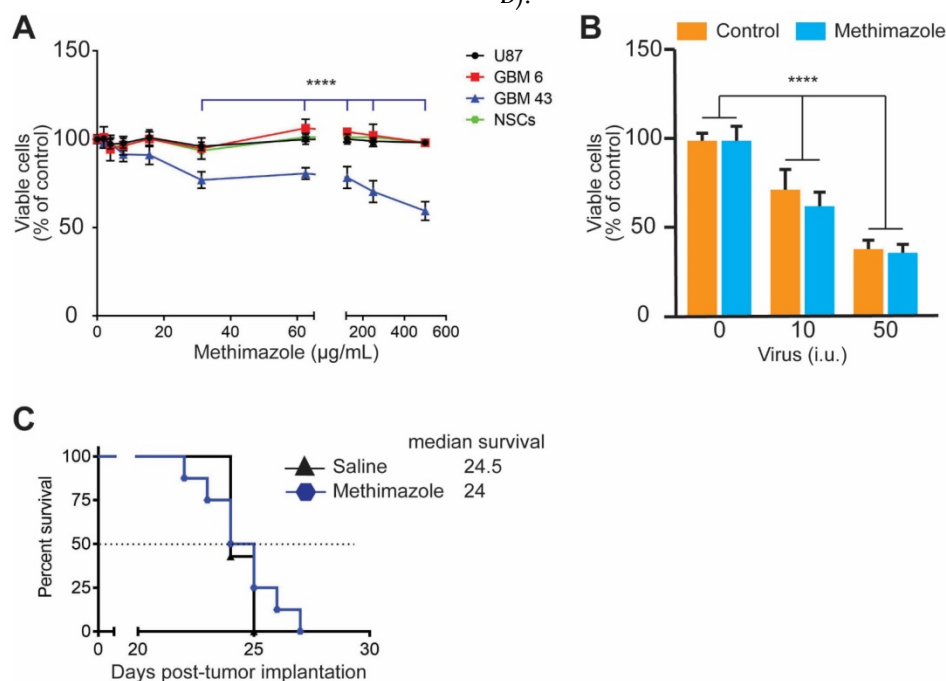 B).
A
150
100
50
0
Viable cells
(% of control)
****
U87
GBM 6
GBM 43
NSCs
0 20 40 60 200 400 600
Methimazole (µg/mL)
B
Control Methimazole
150
100
50
0
Viable cells
(% of control)
****
0 10 50
Virus (i.u.)
C
median survival
Saline 24.5
Methimazole 24
100
75
50
25
0
Percent survival
0 20 25 30
Days post-tumor implantation